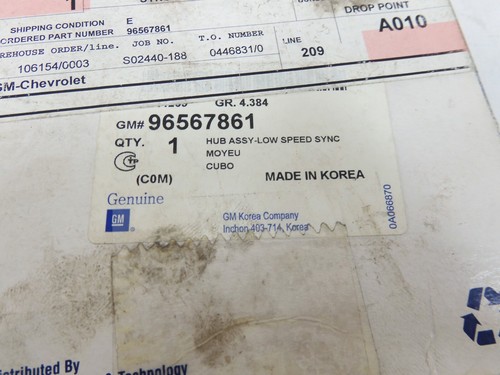 DROP POINT
SHIPPING CONDITION E
ORDERED PART NUMBER 96567861
WAREHOUSE ORDER/line. JOB NO. T.O. NUMBER LINE A010
106154/0003 S02440-188 0446831/0 209
GM-Chevrolet
GR. 4.384
GM# 96567861
QTY. 1 HUB ASSY-LOW SPEED SYNC
MOYEU
CUBO
(C0M) MADE IN KOREA
Genuine
GM
GM Korea Company
Inchon 403-714, Korea
0A066870
Distributed By
& Technology